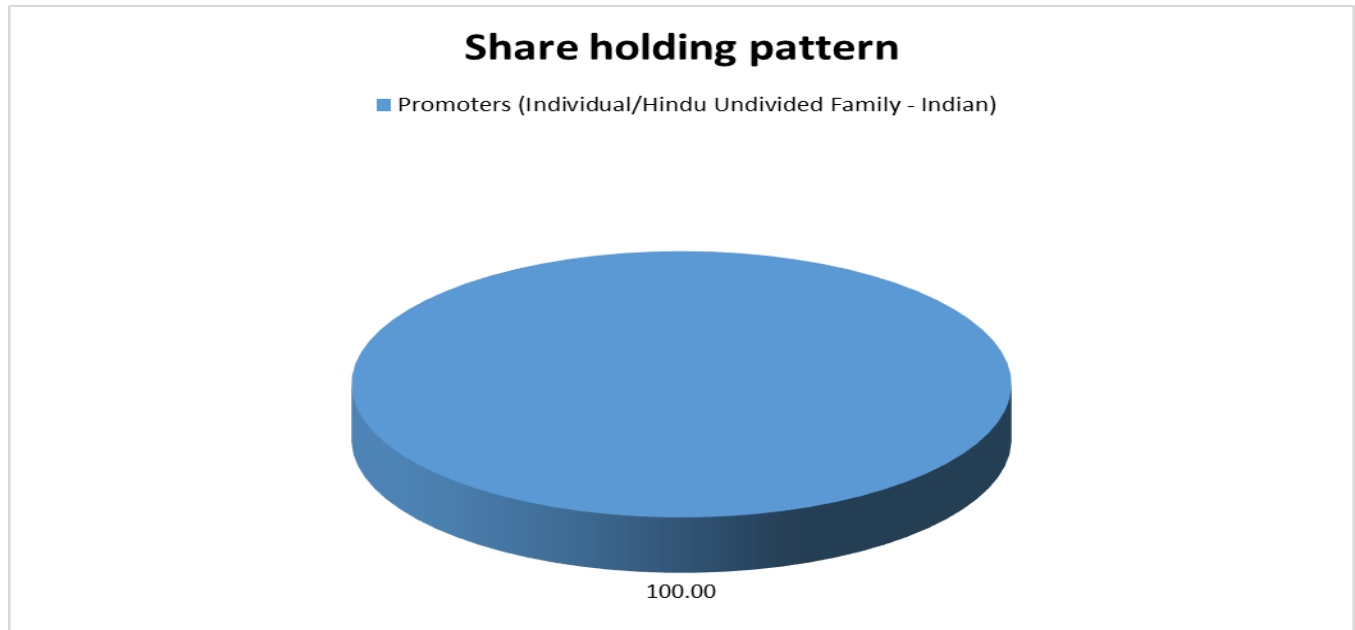 Share holding pattern
Promoters (Individual/Hindu Undivided Family - Indian)
100.00